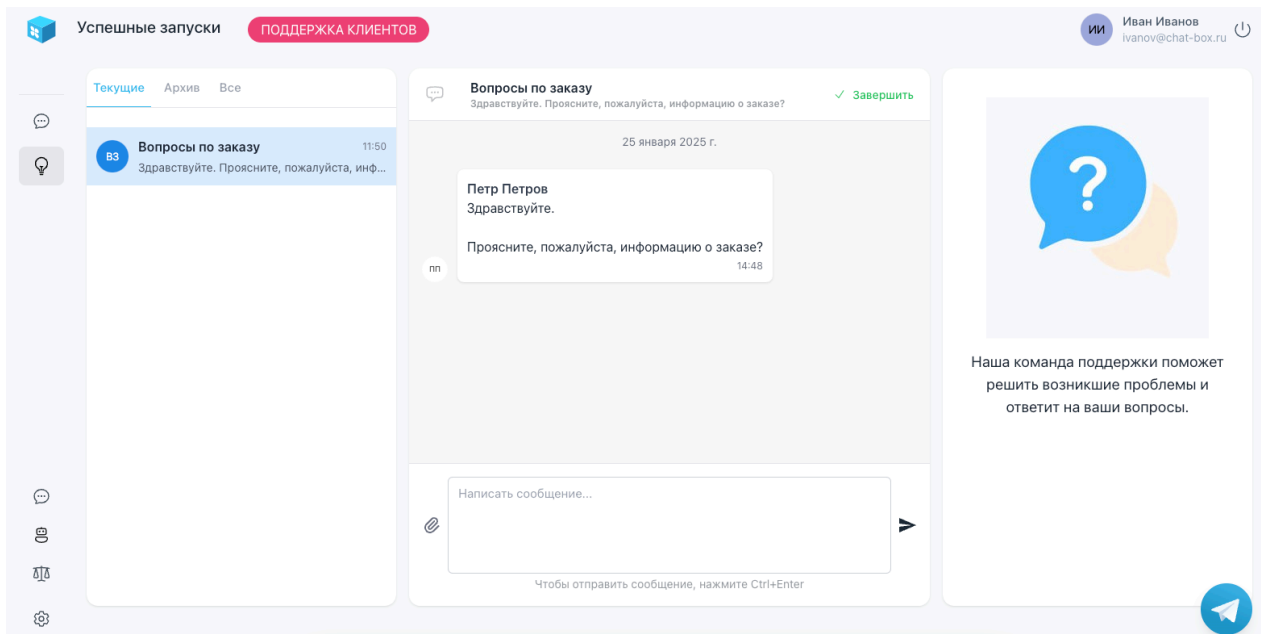 Успешные запуски
ПОДДЕРЖКА КЛИЕНТОВ
ИИ
Иван Иванов
ivanov@chat-box.ru
Текущие Архив Все
ВЗ
Вопросы по заказу
11:50
Здравствуйте. Проясните, пожалуйста, инф...
Вопросы по заказу
Здравствуйте. Проясните, пожалуйста, информацию о заказе?
Завершить
25 января 2025 г.
Петр Петров
Здравствуйте.
Проясните, пожалуйста, информацию о заказе?
14:48
пп
Написать сообщение...
Чтобы отправить сообщение, нажмите Ctrl+Enter
?
Наша команда поддержки поможет
решить возникшие проблемы и
ответит на ваши вопросы.